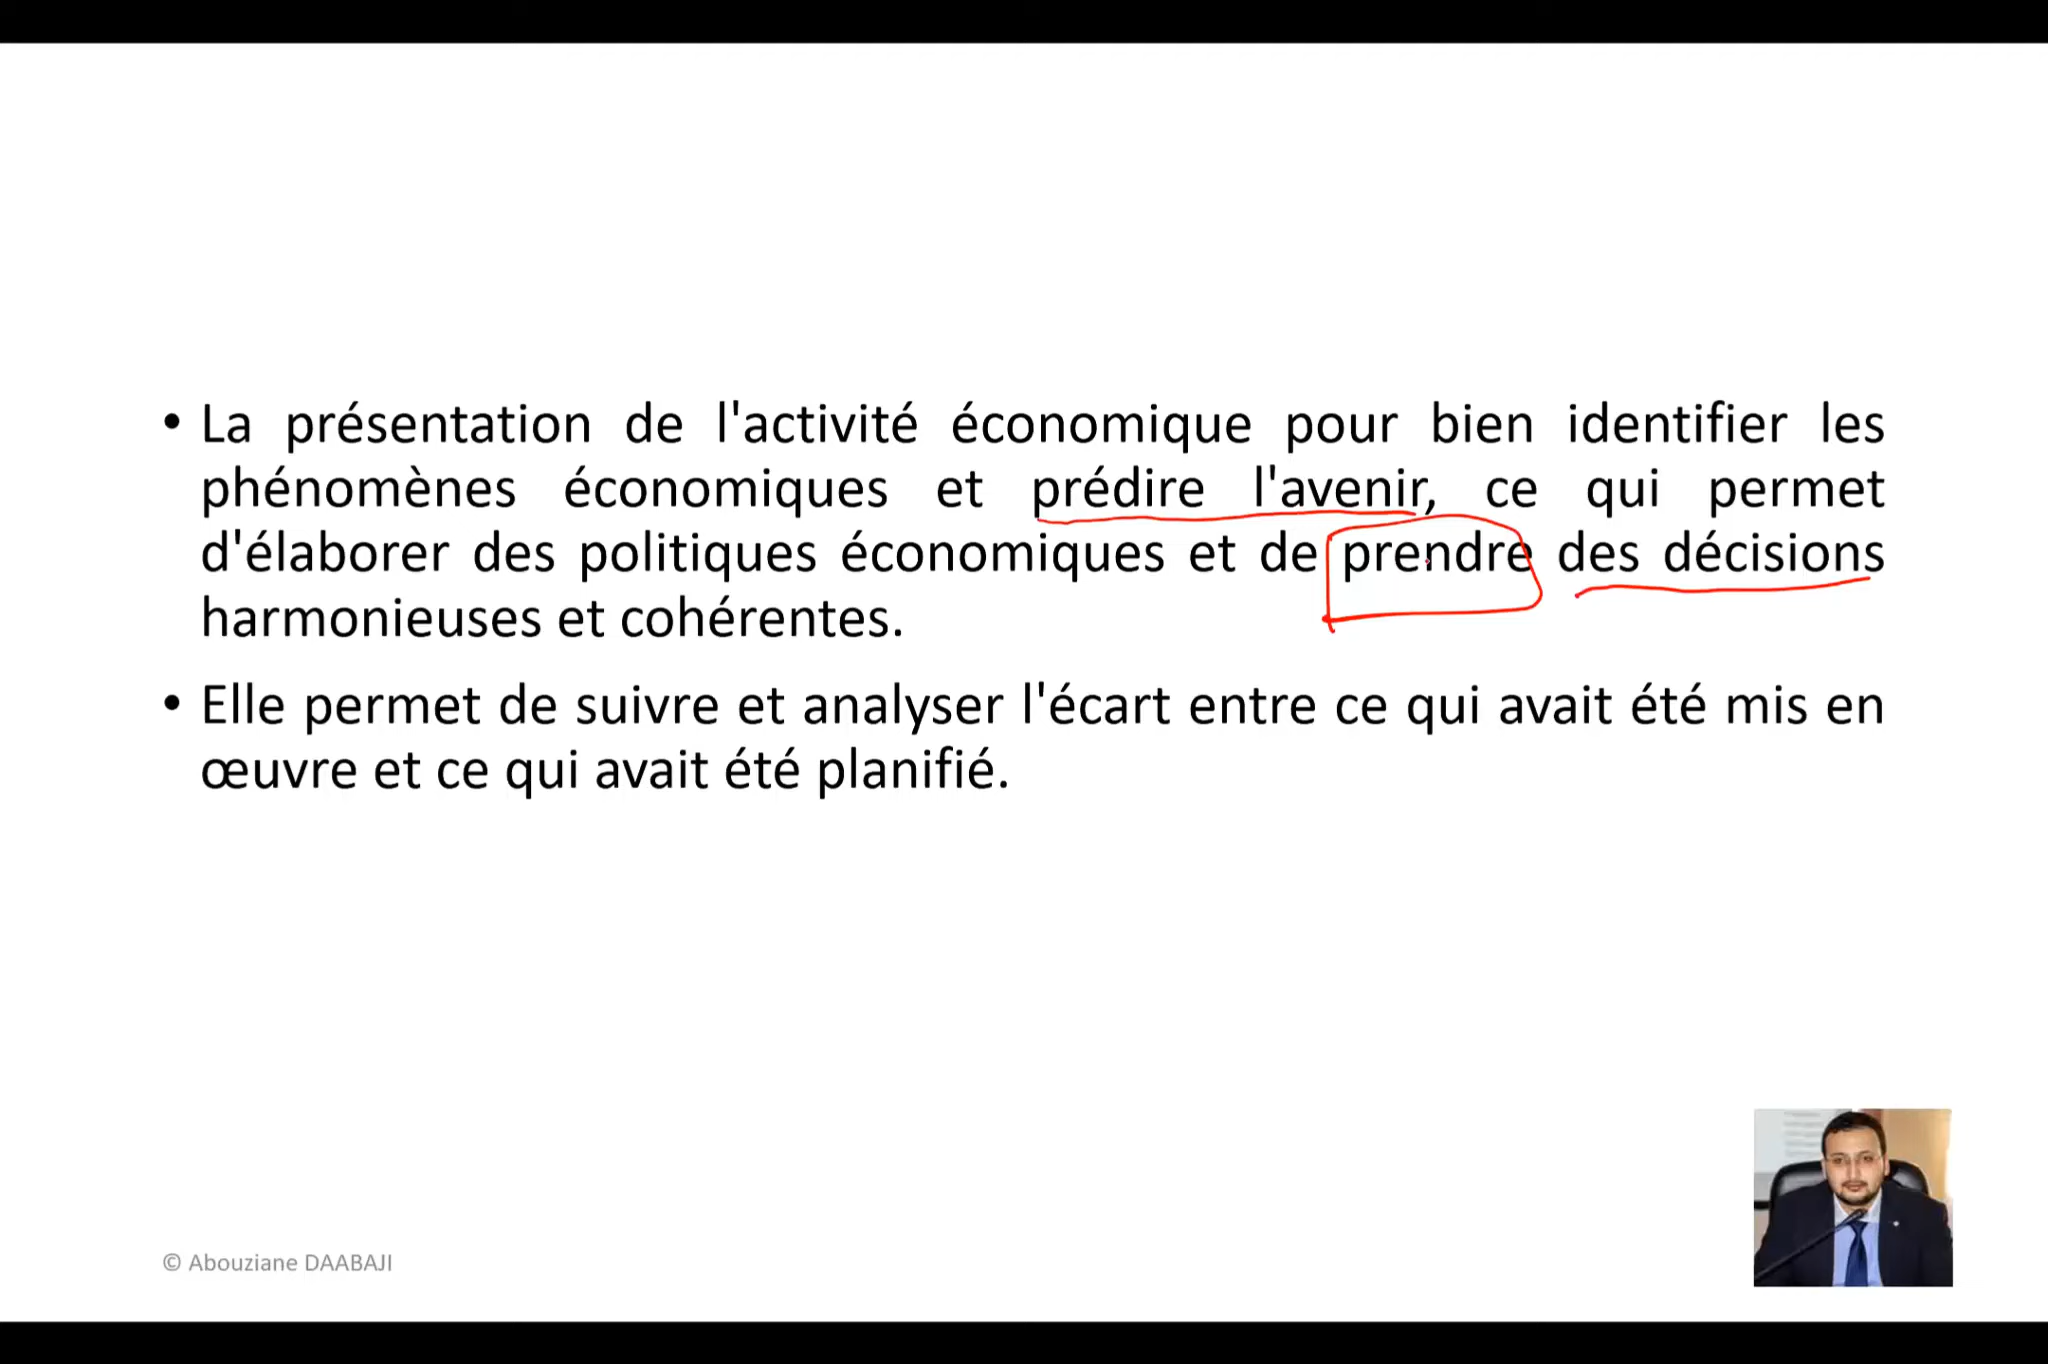 • La présentation de l'activité économique pour bien identifier les
phénomènes économiques et prédire l'avenir, ce qui permet
d'élaborer des politiques économiques et de prendre des décisions
harmonieuses et cohérentes.
• Elle permet de suivre et analyser l'écart entre ce qui avait été mis en
œuvre et ce qui avait été planifié.
© Abouziane DAABAJI